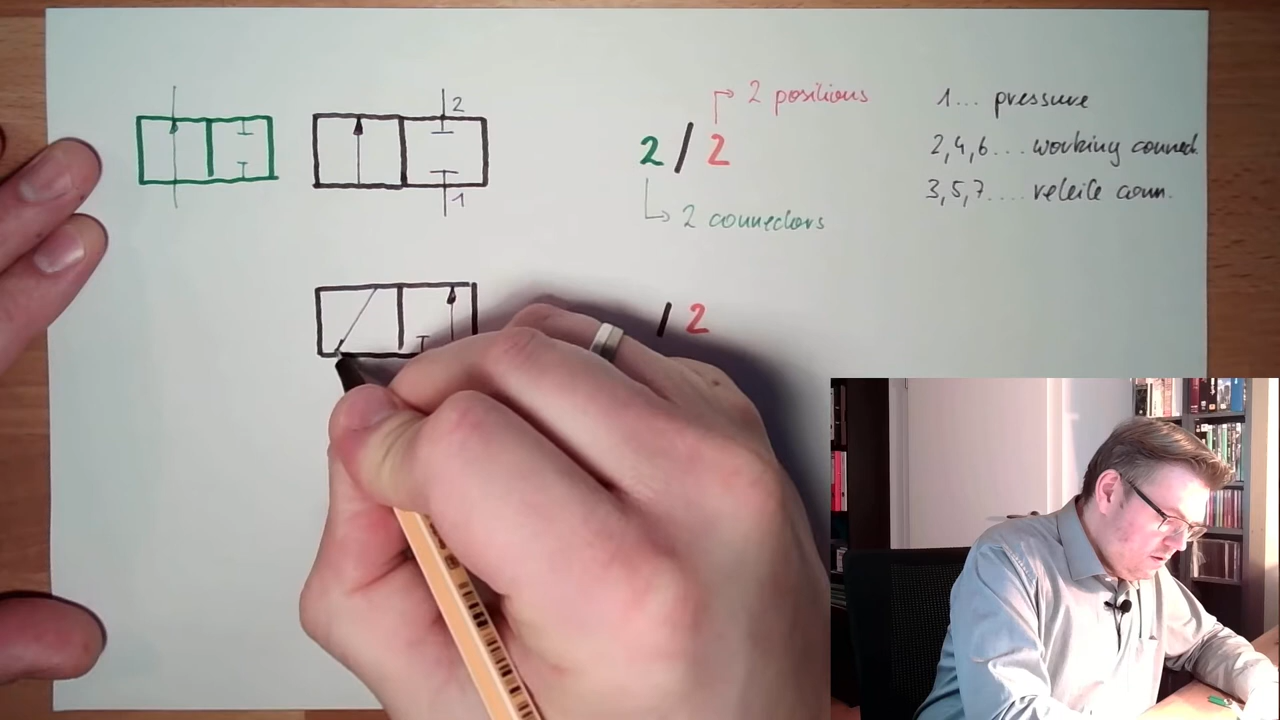 2
1
2 / 2
2 positions
2 connectors
1... pressure
2,4,6... working connect.
3,5,7.... releile conn.
/ 2